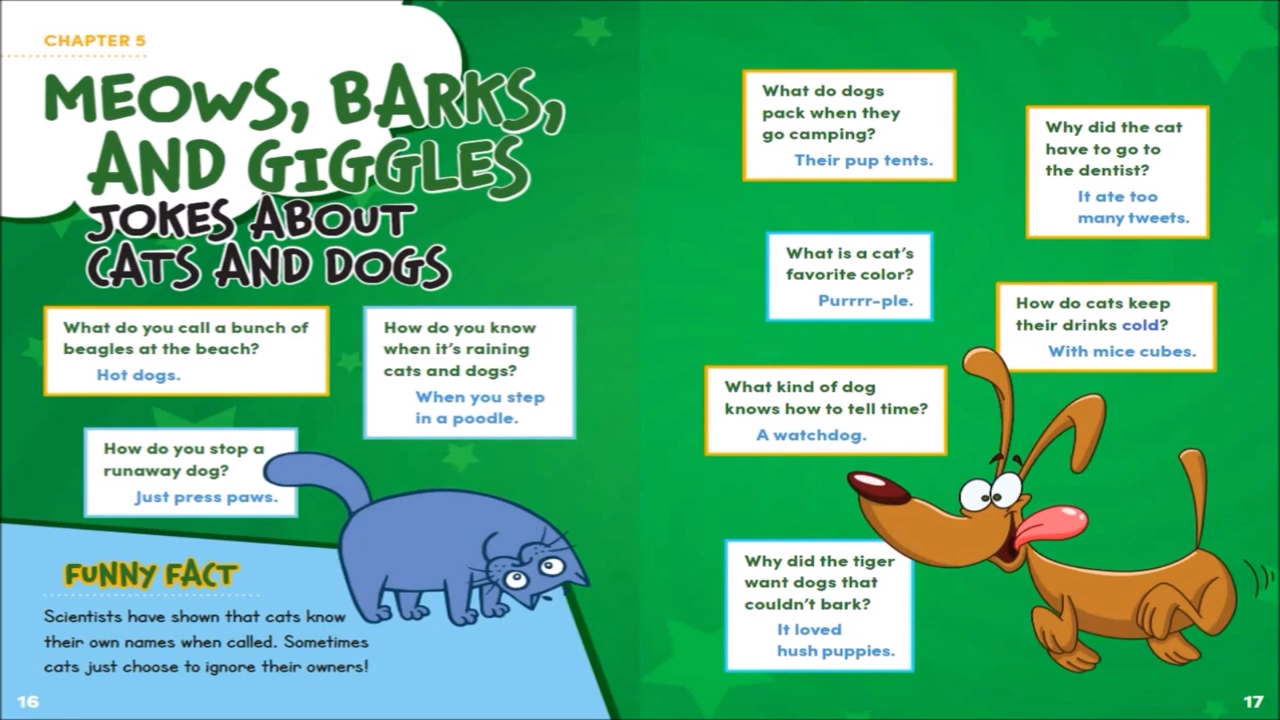 CHAPTER 5
MEOWS, BARKS,
AND GIGGLES
JOKES ABOUT
CATS AND DOGS
What do you call a bunch of
beagles at the beach?
Hot dogs.
How do you know
when it's raining
cats and dogs?
When you step
in a poodle.
How do you stop a
runaway dog?
Just press paws.
FUNNY FACT
Scientists have shown that cats know
their own names when called. Sometimes
cats just choose to ignore their owners!
16
What do dogs
pack when they
go camping?
Their pup tents.
Why did the cat
have to go to
the dentist?
It ate too
many tweets.
What is a cat's
favorite color?
Purrrr-ple.
How do cats keep
their drinks cold?
With mice cubes.
What kind of dog
knows how to tell time?
A watchdog.
Why did the tiger
want dogs that
couldn't bark?
It loved
hush puppies.
17